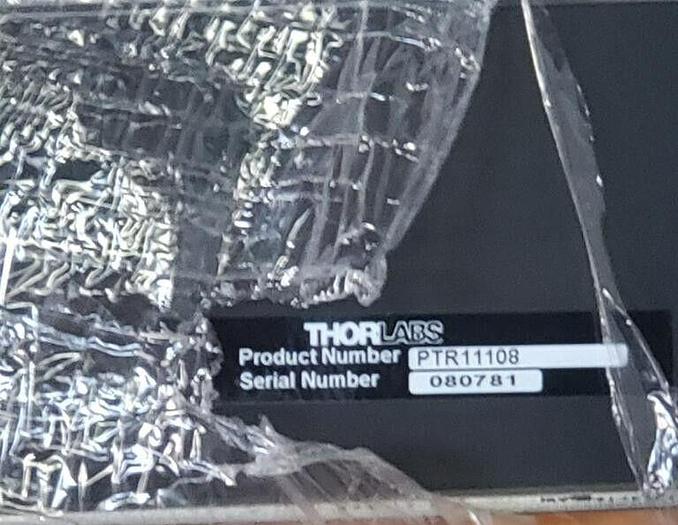 THORLABS
Product Number PTR11108
Serial Number 080781